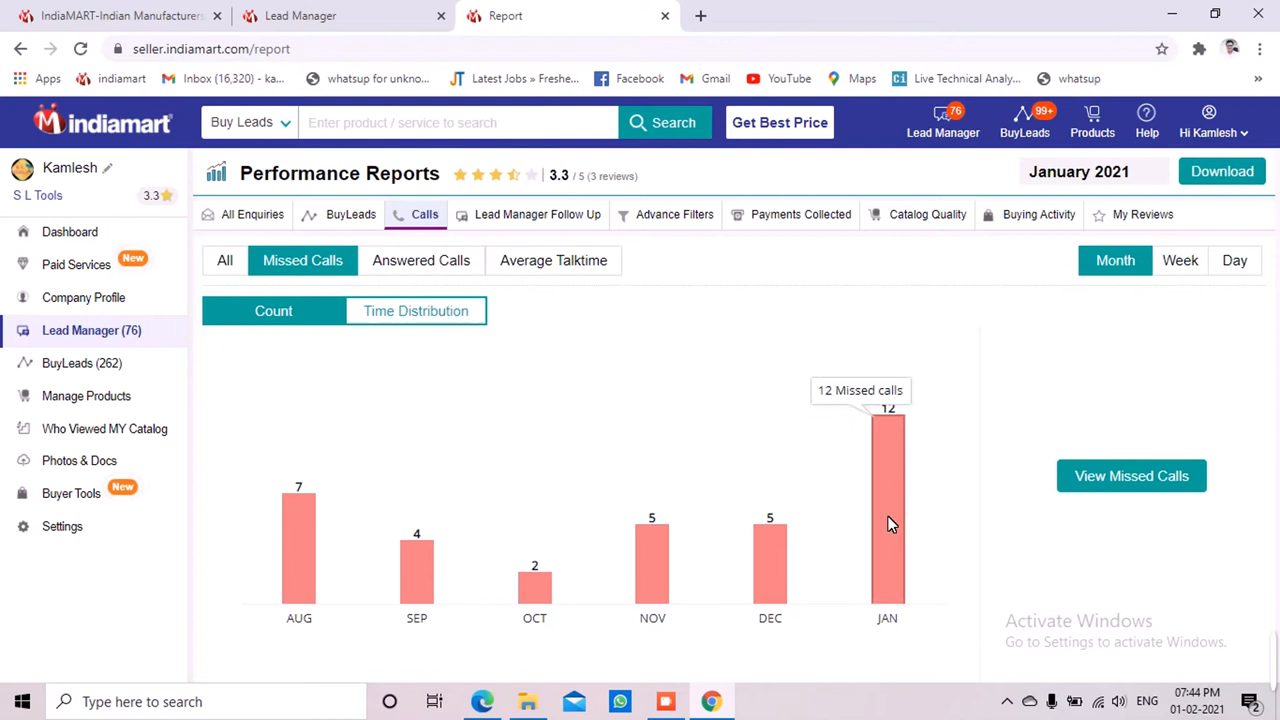 IndiaMART-Indian Manufacturers
Lead Manager
Report
seller.indiamart.com/report
Apps
indiamart
Inbox (16,320) - ka...
whatsup for unkno...
Latest Jobs » Freshe...
Facebook
Gmail
YouTube
Maps
Live Technical Analy...
whatsup
»
indiamart
Buy Leads
Enter product / service to search
Search
Get Best Price
76
Lead Manager
99+
BuyLeads
Products
Help
Hi Kamlesh
Kamlesh
S L Tools
3.3
Performance Reports
3.3 / 5 (3 reviews)
January 2021
Download
All Enquiries
BuyLeads
Calls
Lead Manager Follow Up
Advance Filters
Payments Collected
Catalog Quality
Buying Activity
My Reviews
Dashboard
Paid Services New
Company Profile
Lead Manager (76)
BuyLeads (262)
Manage Products
Who Viewed MY Catalog
Photos & Docs
Buyer Tools New
Settings
All
Missed Calls
Answered Calls
Average Talktime
Month
Week
Day
Count
Time Distribution
12 Missed calls
12
7
4
2
5
5
AUG
SEP
OCT
NOV
DEC
JAN
View Missed Calls
Activate Windows
Go to Settings to activate Windows.
Type here to search
ENG
07:44 PM
01-02-2021
2